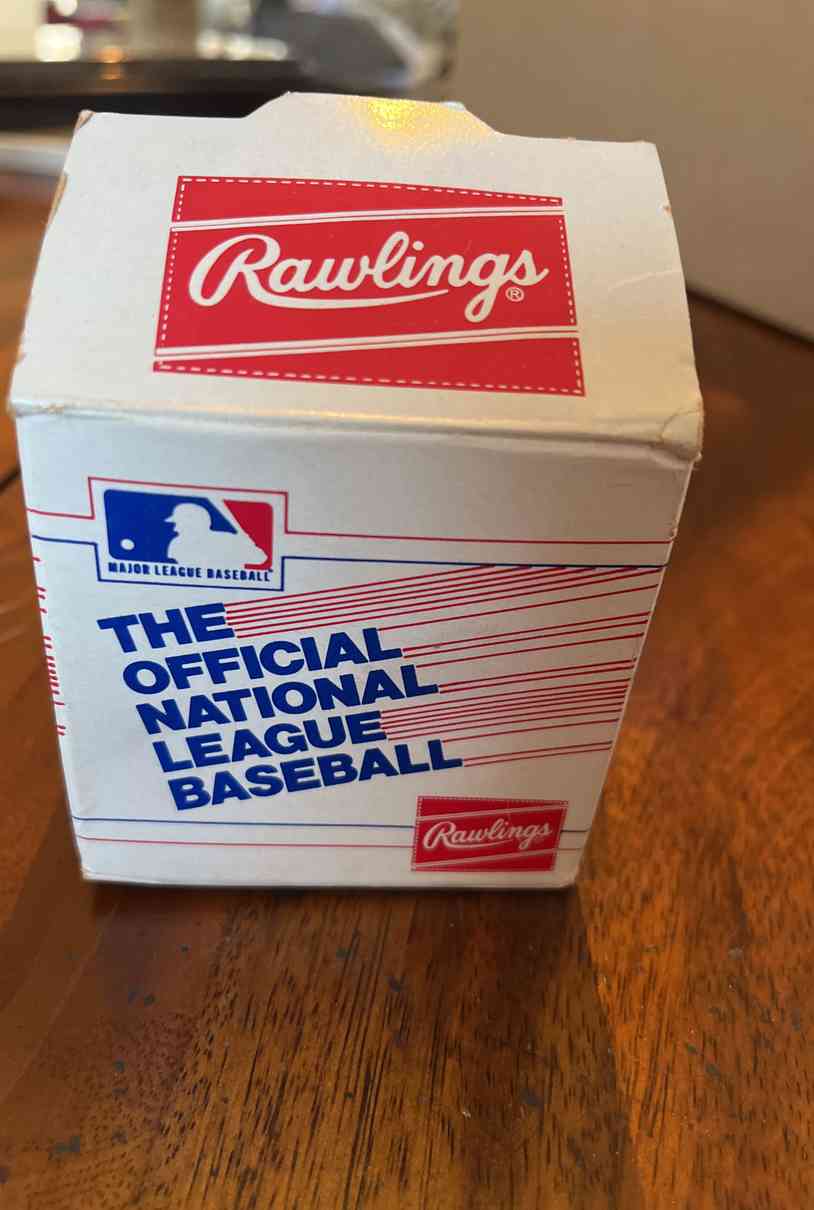 Rawlings®
MAJOR LEAGUE BASEBALL
THE
OFFICIAL
NATIONAL
LEAGUE
BASEBALL
Rawlings